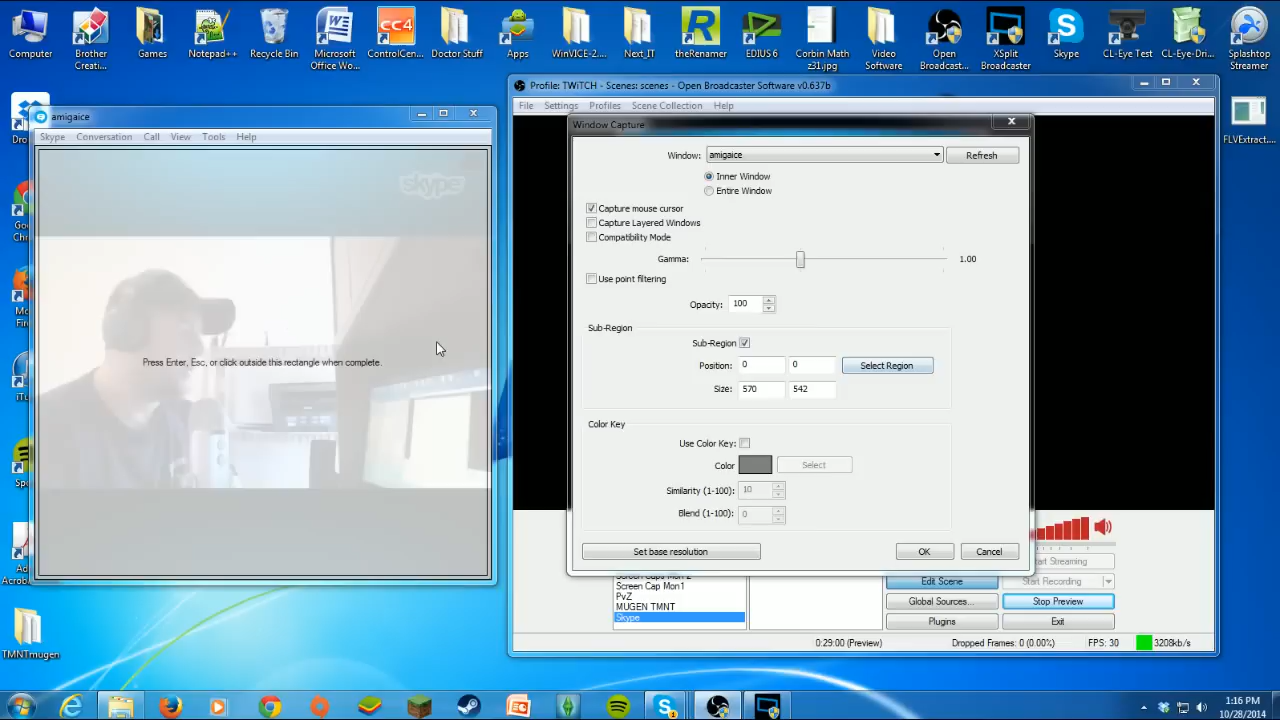 Computer
Brother Creati...
Games
Notepad++
Recycle Bin
Microsoft Office Wo...
ControlCen...
Doctor Stuff
Apps
WinVICE-2....
Next_IT
theRenamer
EDIUS 6
Corbin Math z31.jpg
Video Software
Open Broadcast...
XSplit Broadcaster
Skype
CL-Eye Test
CL-Eye-Dri...
Splashtop Streamer
FLVExtract....
TMNTmugen
amigaice
Skype Conversation Call View Tools Help
skype
Press Enter, Esc, or click outside this rectangle when complete.
Profile: TWiTCH - Scenes: scenes - Open Broadcaster Software v0.637b
File Settings Profiles Scene Collection Help
Window Capture
Window: amigaice Refresh
Inner Window
Entire Window
Capture mouse cursor
Capture Layered Windows
Compatibility Mode
Gamma: 1.00
Use point filtering
Opacity: 100
Sub-Region
Sub-Region
Position: 0 0 Select Region
Size: 570 542
Color Key
Use Color Key:
Color Select
Similarity (1-100): 10
Blend (1-100): 0
Set base resolution OK Cancel
Screen Caps Mon 2
Screen Caps Mon1
PvZ
MUGEN TMNT
Skype
tart Streaming
Edit Scene Start Recording
Global Sources... Stop Preview
Plugins Exit
0:29:00 (Preview) Dropped Frames: 0 (0.00%) FPS: 30 3208kb/s
1:16 PM
10/28/2014